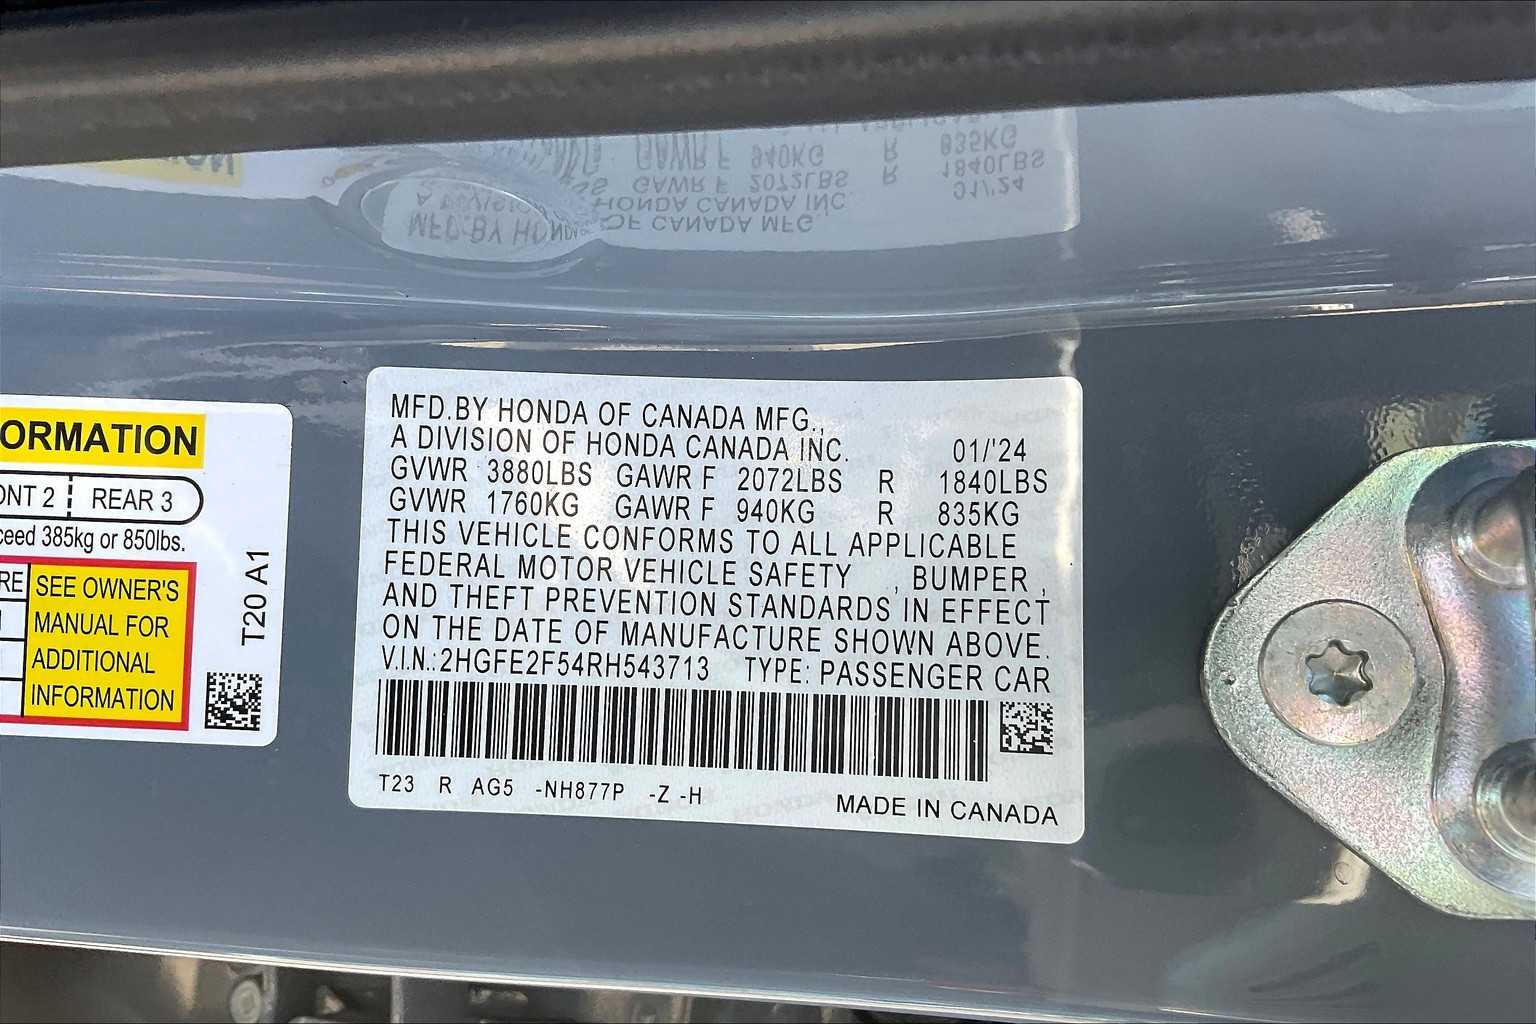 ORMATION
ONT 2 REAR 3
ceed 385kg or 850lbs.
RE
SEE OWNER'S
MANUAL FOR
ADDITIONAL
INFORMATION
T20 A1
MFD.BY HONDA OF CANADA MFG.,
A DIVISION OF HONDA CANADA INC. 01/'24
GVWR 3880LBS GAWR F 2072LBS R 1840LBS
GVWR 1760KG GAWR F 940KG R 835KG
THIS VEHICLE CONFORMS TO ALL APPLICABLE
FEDERAL MOTOR VEHICLE SAFETY , BUMPER ,
AND THEFT PREVENTION STANDARDS IN EFFECT
ON THE DATE OF MANUFACTURE SHOWN ABOVE.
V.I.N.:2HGFE2F54RH543713 TYPE: PASSENGER CAR
T23 R AG5 -NH877P -Z -H
MADE IN CANADA